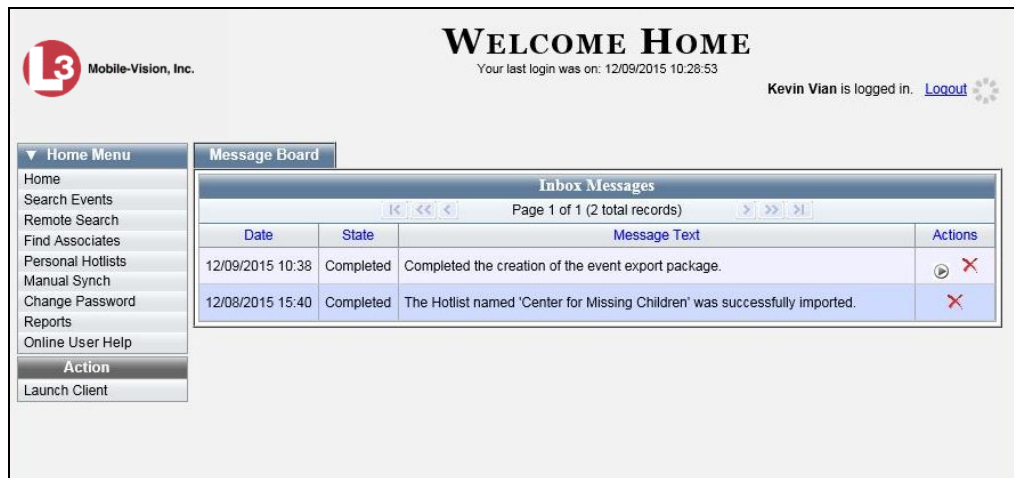 WELCOME HOME
L3 Mobile-Vision, Inc.
Your last login was on: 12/09/2015 10:28:53
Kevin Vian is logged in. Logout
▼ Home Menu
Home
Search Events
Remote Search
Find Associates
Personal Hotlists
Manual Synch
Change Password
Reports
Online User Help
Action
Launch Client
Message Board
Inbox Messages
K << < Page 1 of 1 (2 total records) > >> >|
Date State Message Text Actions
12/09/2015 10:38 Completed Completed the creation of the event export package.
12/08/2015 15:40 Completed The Hotlist named 'Center for Missing Children' was successfully imported.